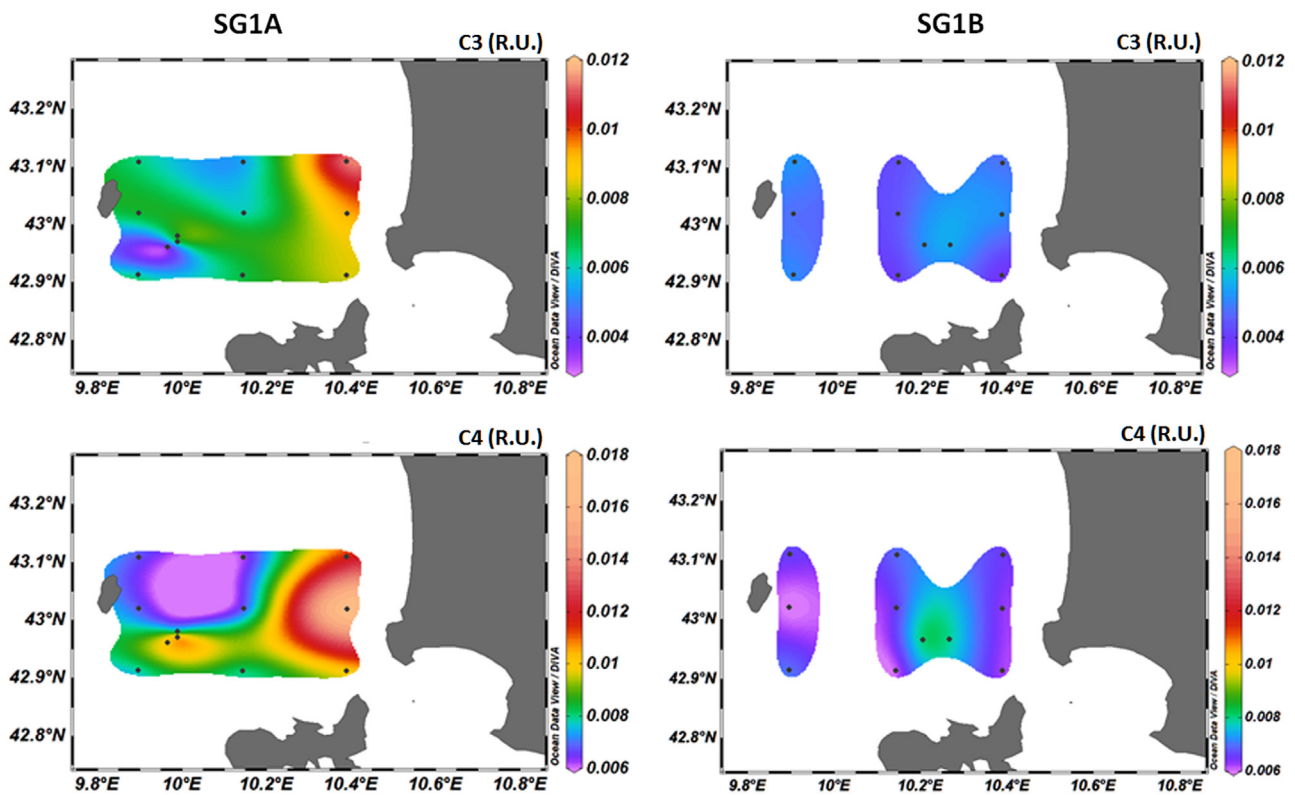 SG1A
SG1B
C3 (R.U.)
C3 (R.U.)
43.2°N
43.1°N
43°N
42.9°N
42.8°N
9.8°E
10°E
10.2°E
10.4°E
10.6°E
10.8°E
0.012
0.01
0.008
0.006
0.004
Ocean Data View / DIVA
43.2°N
43.1°N
43°N
42.9°N
42.8°N
9.8°E
10°E
10.2°E
10.4°E
10.6°E
10.8°E
0.012
0.01
0.008
0.006
0.004
Ocean Data View / DIVA
C4 (R.U.)
C4 (R.U.)
43.2°N
43.1°N
43°N
42.9°N
42.8°N
9.8°E
10°E
10.2°E
10.4°E
10.6°E
10.8°E
0.018
0.016
0.014
0.012
0.01
0.008
0.006
Ocean Data View / DIVA
43.2°N
43.1°N
43°N
42.9°N
42.8°N
9.8°E
10°E
10.2°E
10.4°E
10.6°E
10.8°E
0.018
0.016
0.014
0.012
0.01
0.008
0.006
Ocean Data View / DIVA